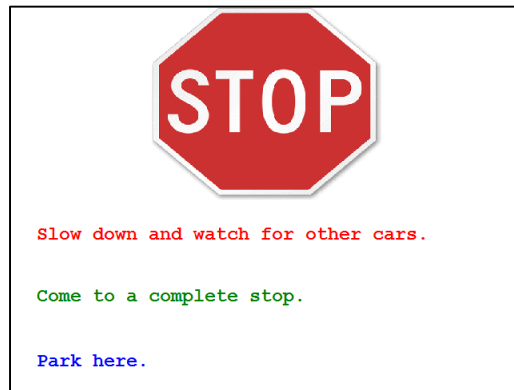 STOP
Slow down and watch for other cars.
Come to a complete stop.
Park here.